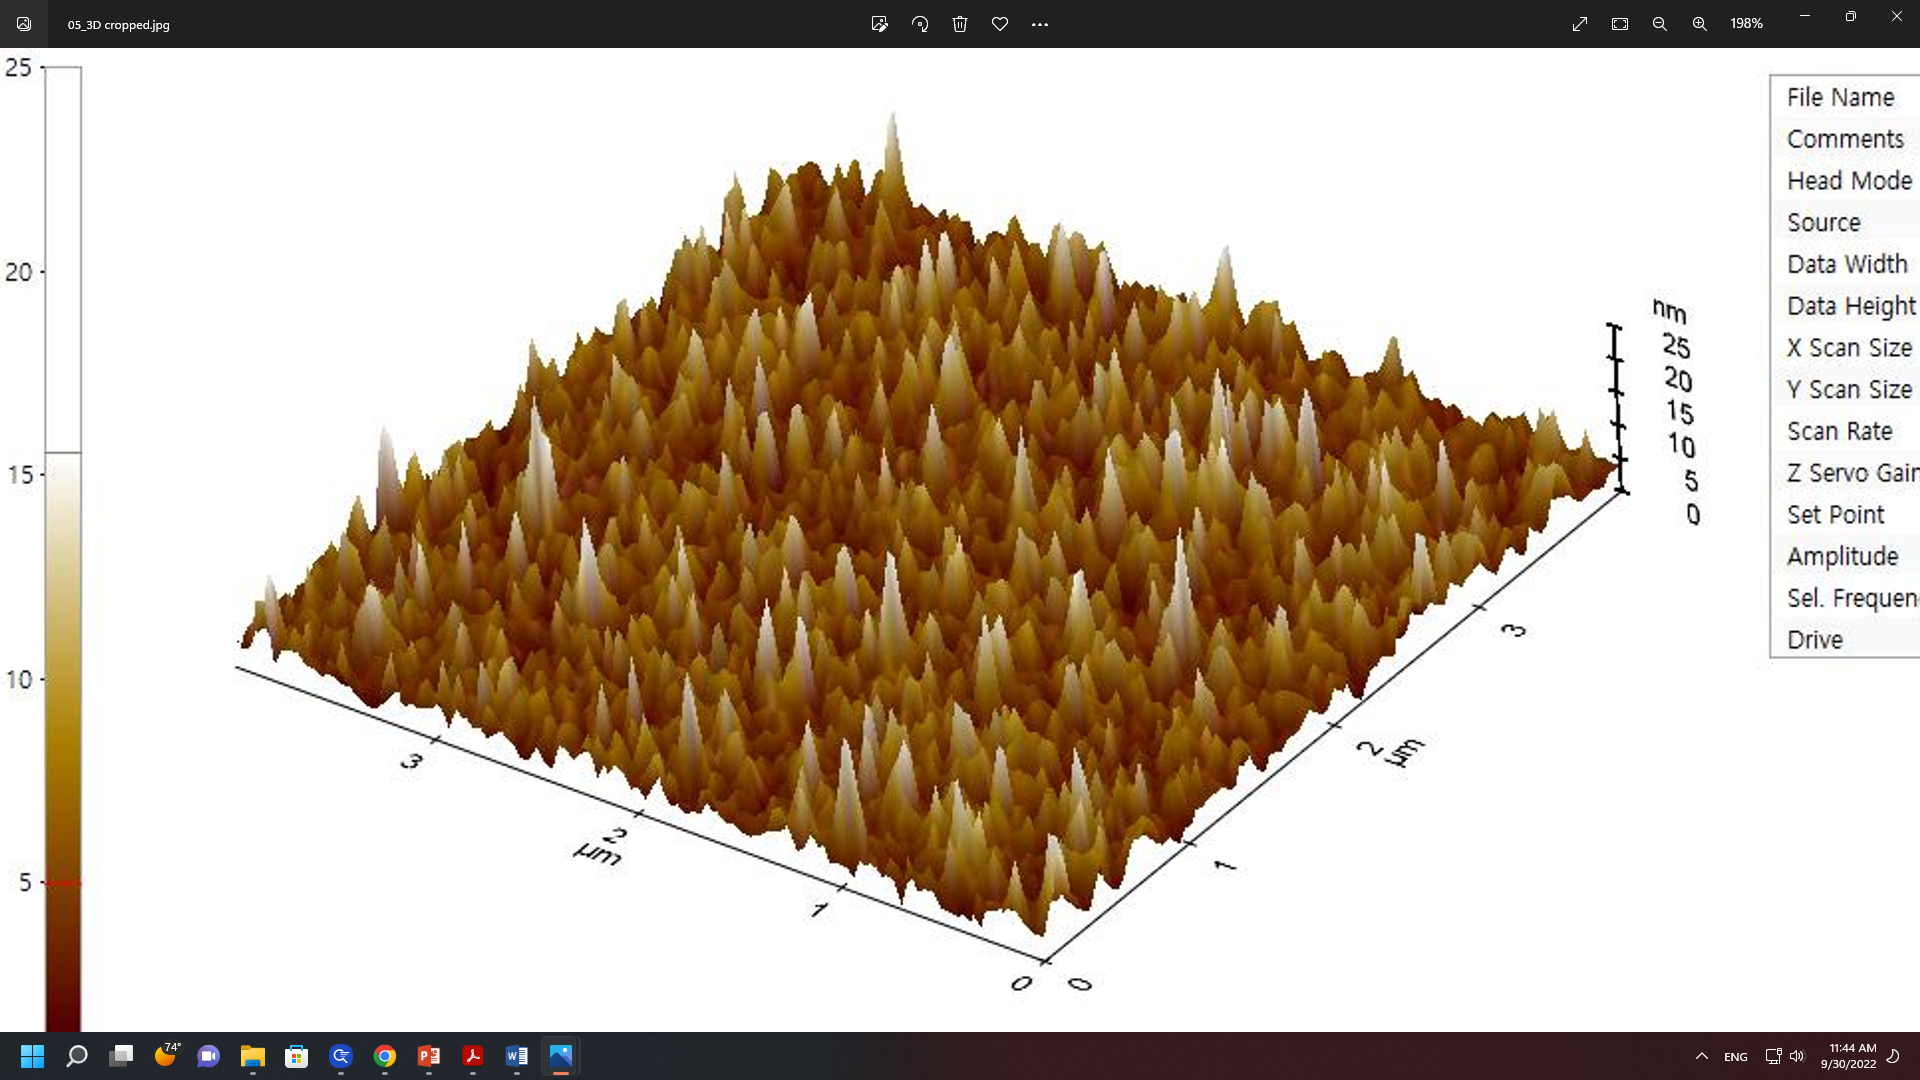 05_3D cropped.jpg
198%
25
20
15
10
5
nm
25
20
15
10
5
0
3
2
µm
1
0
0
1
2
µm
3
File Name
Comments
Head Mode
Source
Data Width
Data Height
X Scan Size
Y Scan Size
Scan Rate
Z Servo Gain
Set Point
Amplitude
Sel. Frequen
Drive
74°
ENG
11:44 AM
9/30/2022